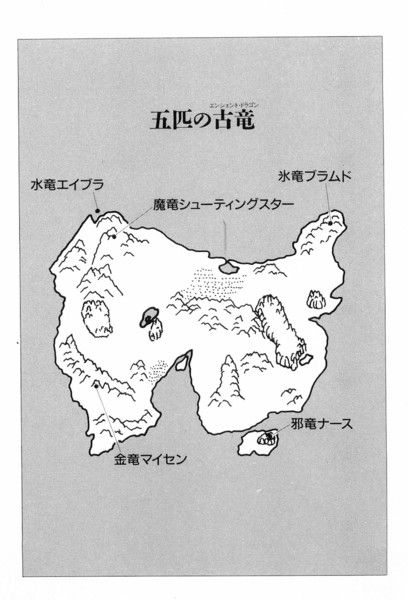 エンシェント・ドラゴン
五匹の古竜
氷竜ブラムド
水竜エイブラ
魔竜シューティングスター
邪竜ナース
金竜マイセン